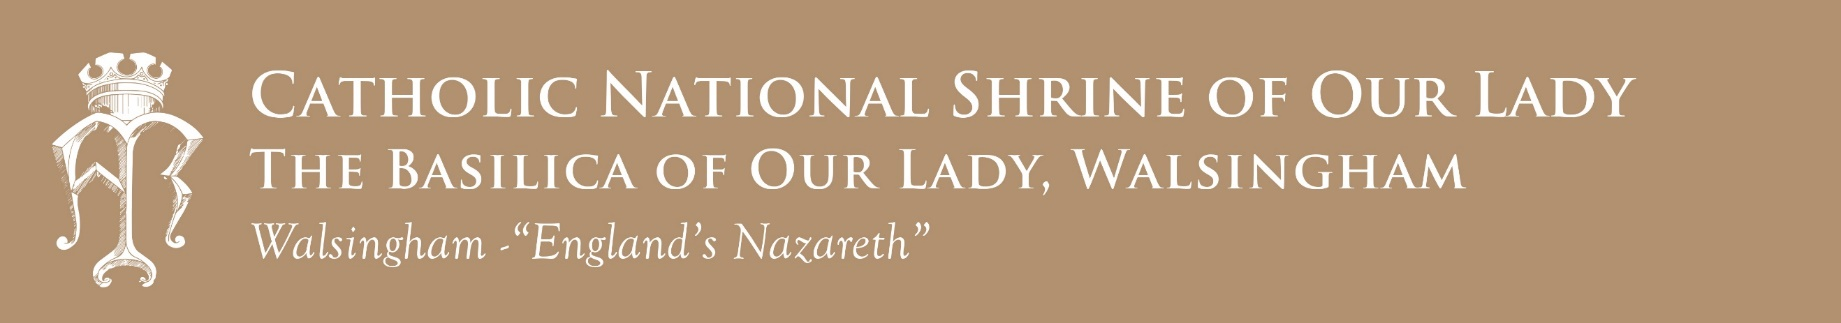 Catholic National Shrine of Our Lady
The Basilica of Our Lady, Walsingham
Walsingham -“England’s Nazareth”